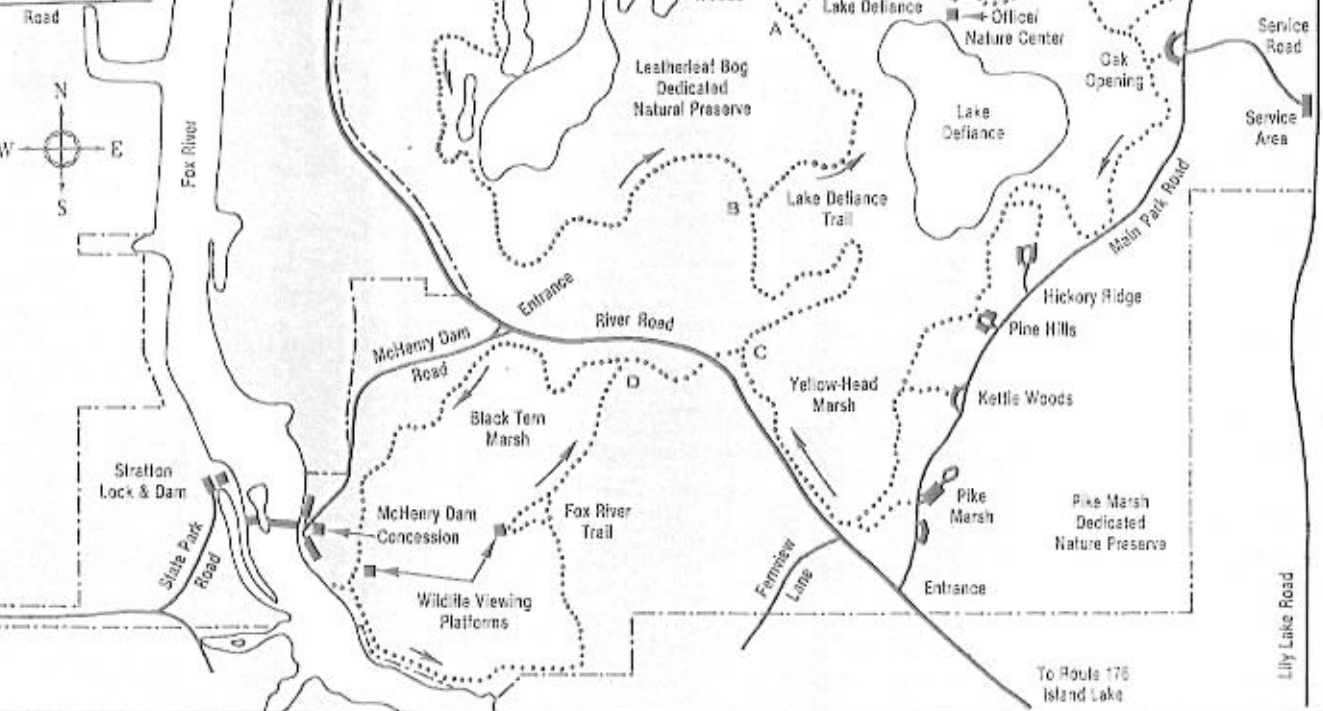 Road
Lake Defiance
A
Office/
Nature Center
Service
Road
Oak
Opening
Leatherleaf Bog
Dedicated
Natural Preserve
N
W
E
S
Fox River
Lake
Defiance
Service
Area
B
Lake Defiance
Trail
Main Park Road
Entrance
Hickory Ridge
River Road
Pine Hills
McHenry Dam
Road
C
D
Yellow-Head
Marsh
Kettle Woods
Black Tern
Marsh
Stratton
Lock & Dam
McHenry Dam
Concession
Fox River
Trail
Pike
Marsh
Pike Marsh
Dedicated
Nature Preserve
State Park
Road
Fernview
Lane
Entrance
Wildlife Viewing
Platforms
Lily Lake Road
To Route 176
Island Lake